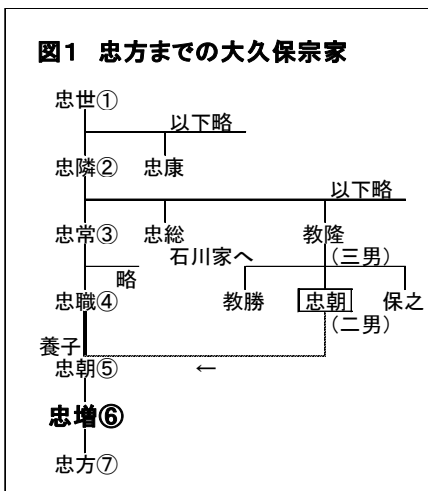 図1 忠方までの大久保宗家
忠世①
以下略
忠隣② 忠康
以下略
忠常③ 忠総 教隆
石川家へ (三男)
略
忠職④ 教勝 忠朝 保之
(二男)
養子
忠朝⑤ ←
忠増⑥
忠方⑦